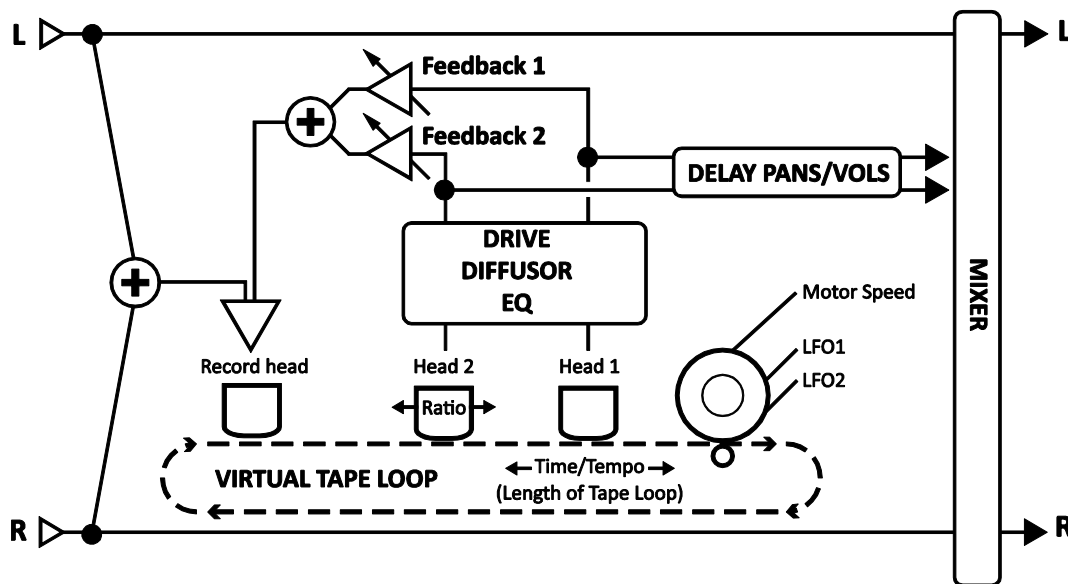 L
L
Feedback 1
Feedback 2
DELAY PANS/VOLS
DRIVE
DIFFUSOR
EQ
MIXER
Motor Speed
LFO1
LFO2
Record head
Head 2
Head 1
Ratio
VIRTUAL TAPE LOOP
Time/Tempo
(Length of Tape Loop)
R
R